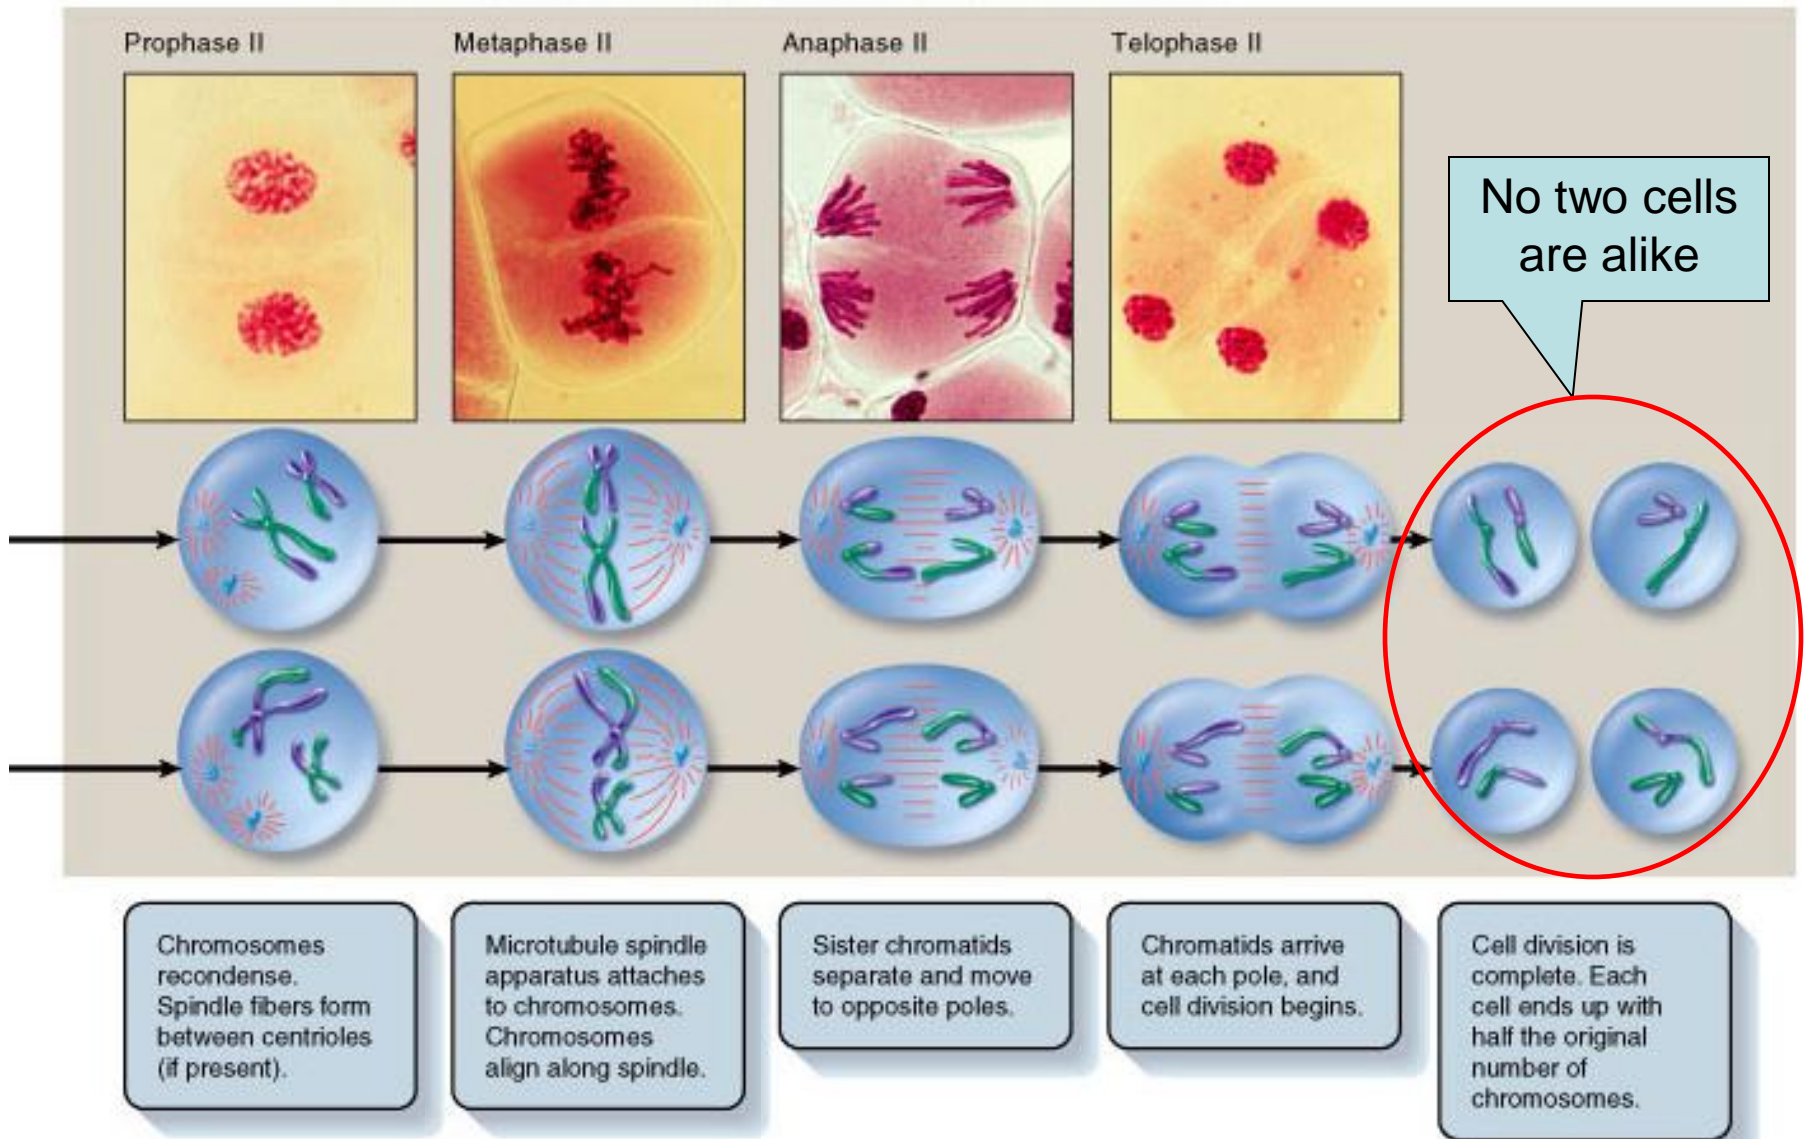 Prophase II
Metaphase II
Anaphase II
Telophase II
No two cells
are alike
Chromosomes
recondense.
Spindle fibers form
between centrioles
(if present).
Microtubule spindle
apparatus attaches
to chromosomes.
Chromosomes
align along spindle.
Sister chromatids
separate and move
to opposite poles.
Chromatids arrive
at each pole, and
cell division begins.
Cell division is
complete. Each
cell ends up with
half the original
number of
chromosomes.